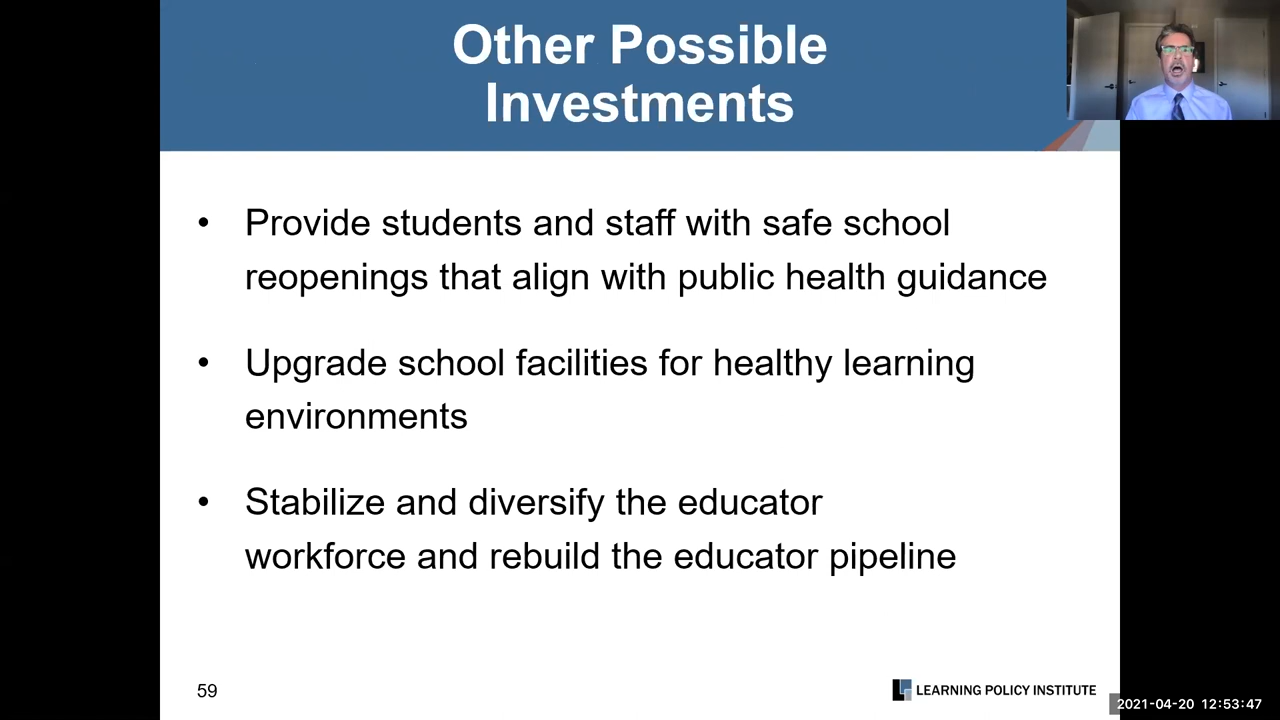 Other Possible
Investments
• Provide students and staff with safe school
reopenings that align with public health guidance
• Upgrade school facilities for healthy learning
environments
• Stabilize and diversify the educator
workforce and rebuild the educator pipeline
59
LEARNING POLICY INSTITUTE
2021-04-20 12:53:47